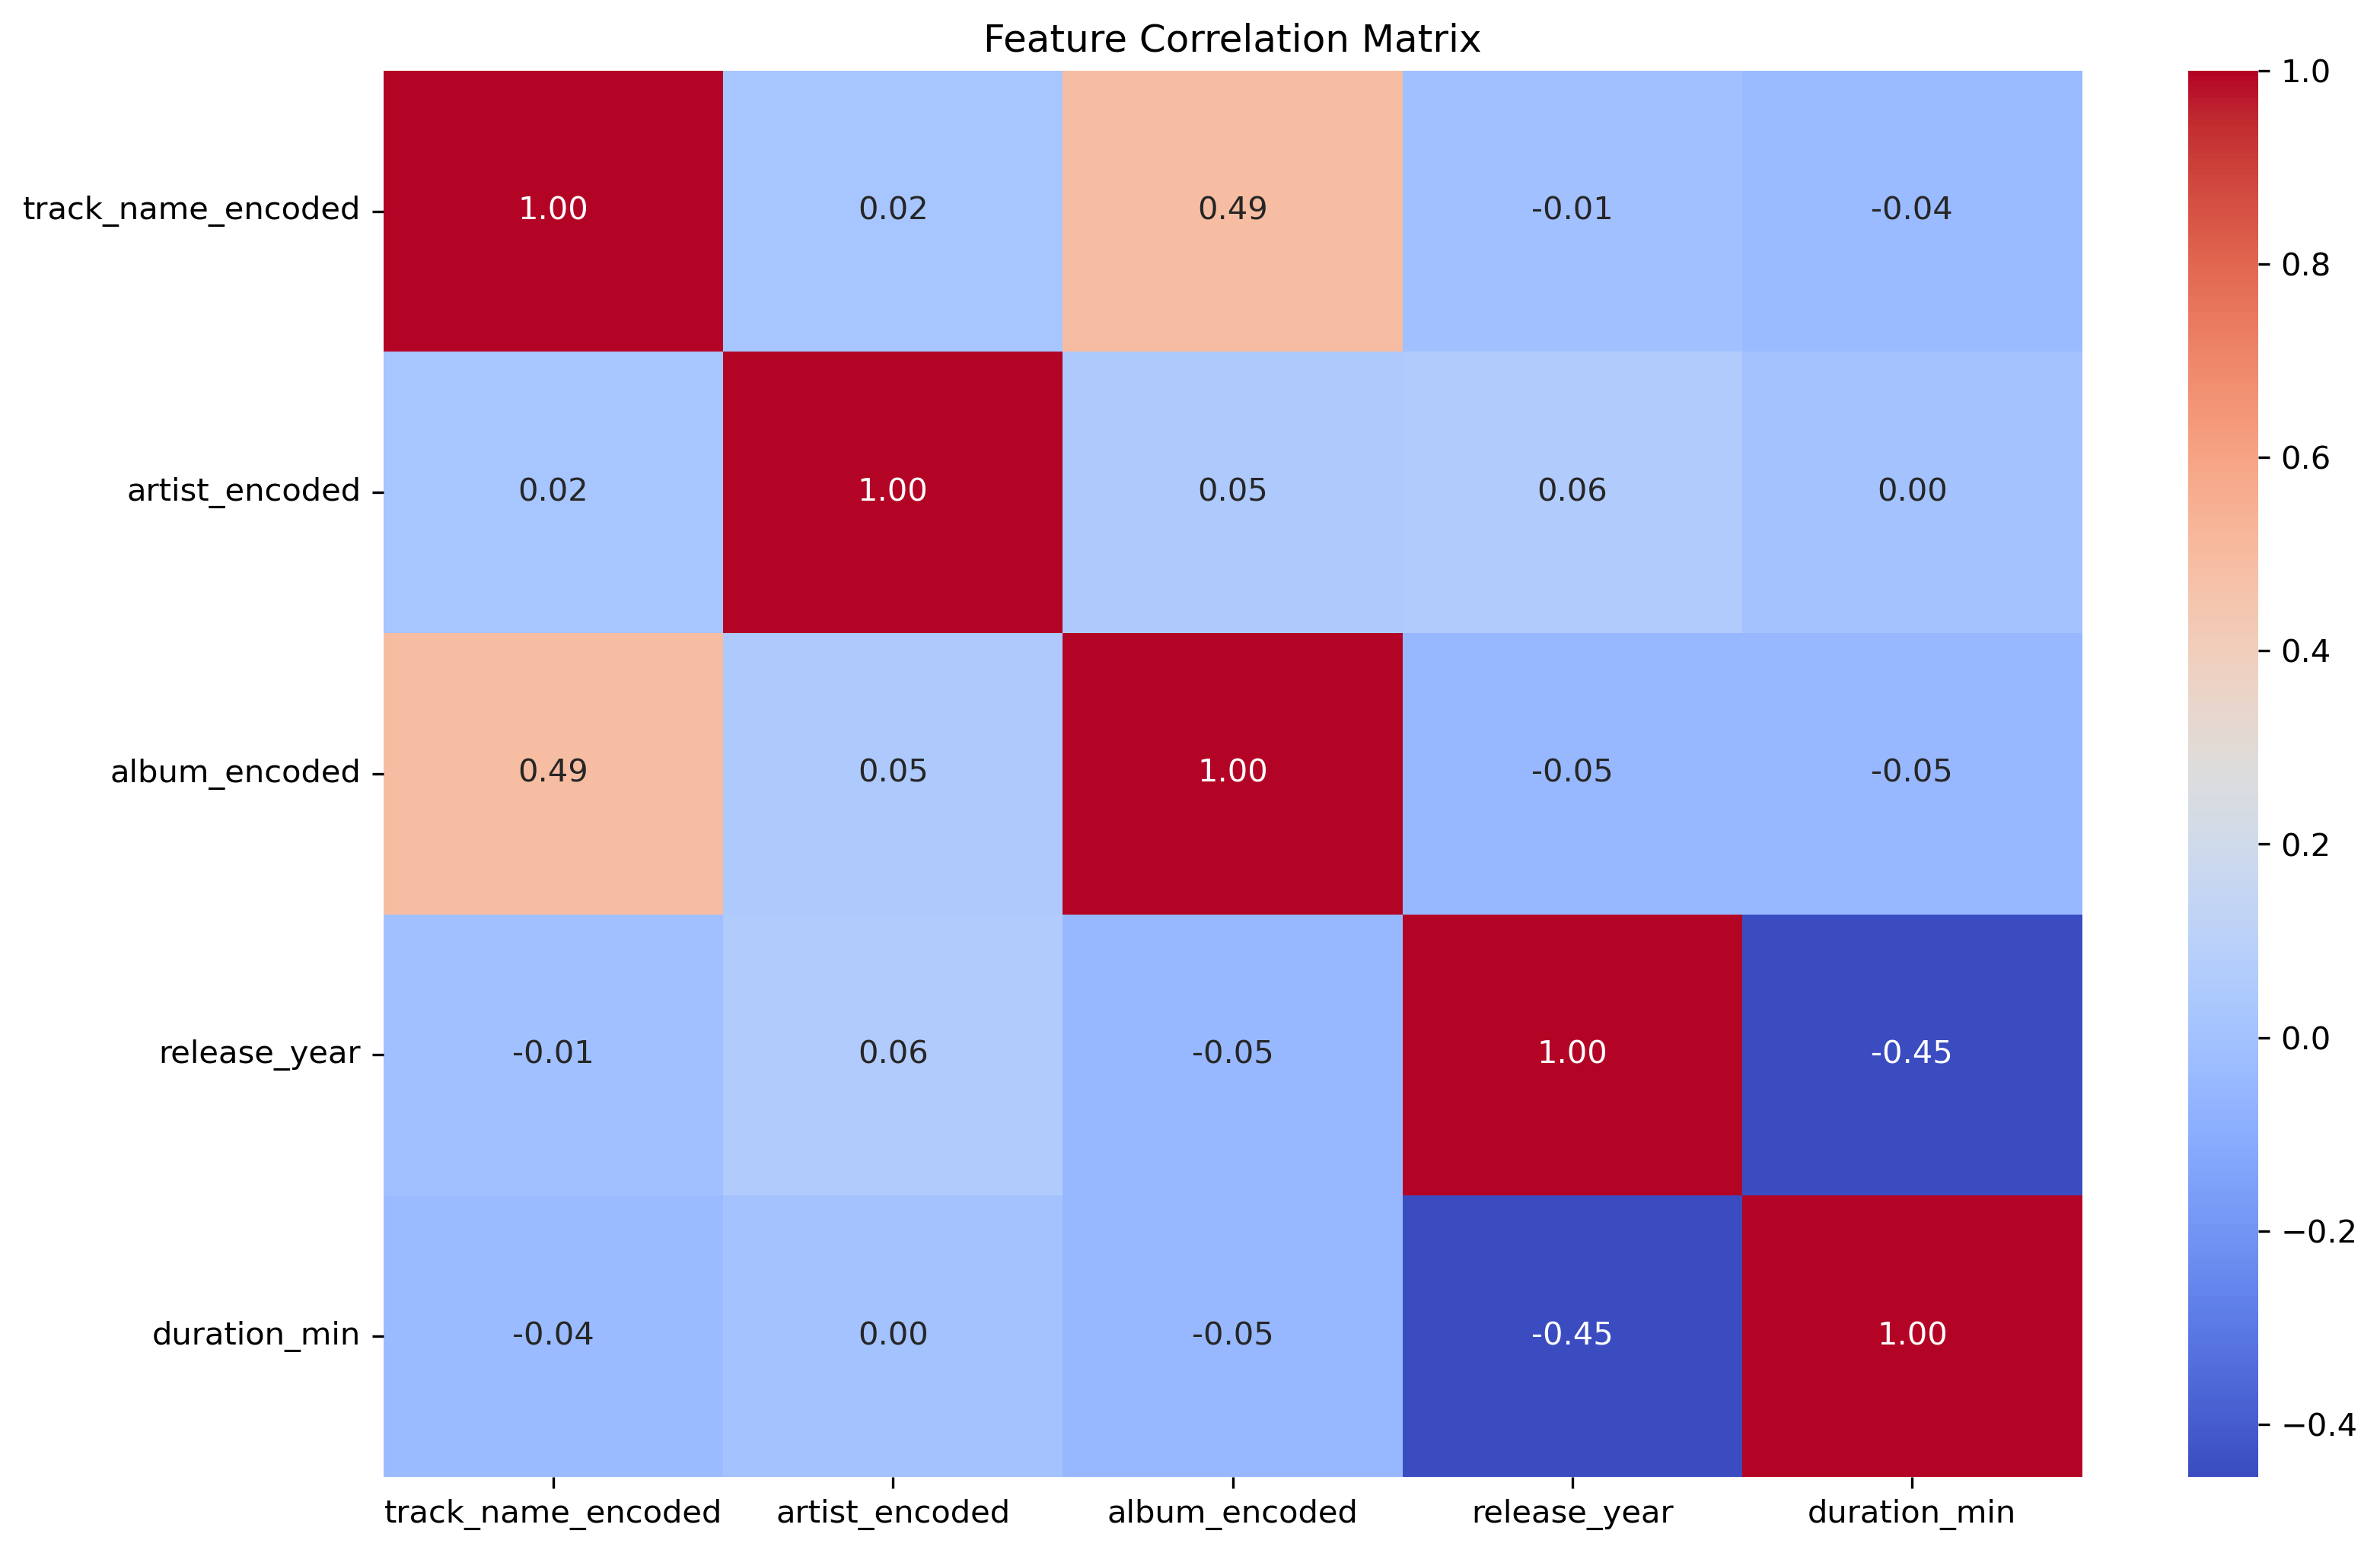 Feature Correlation Matrix
track_name_encoded 1.00 0.02 0.49 -0.01 -0.04
artist_encoded 0.02 1.00 0.05 0.06 0.00
album_encoded 0.49 0.05 1.00 -0.05 -0.05
release_year -0.01 0.06 -0.05 1.00 -0.45
duration_min -0.04 0.00 -0.05 -0.45 1.00
track_name_encoded artist_encoded album_encoded release_year duration_min
1.0
0.8
0.6
0.4
0.2
0.0
−0.2
−0.4